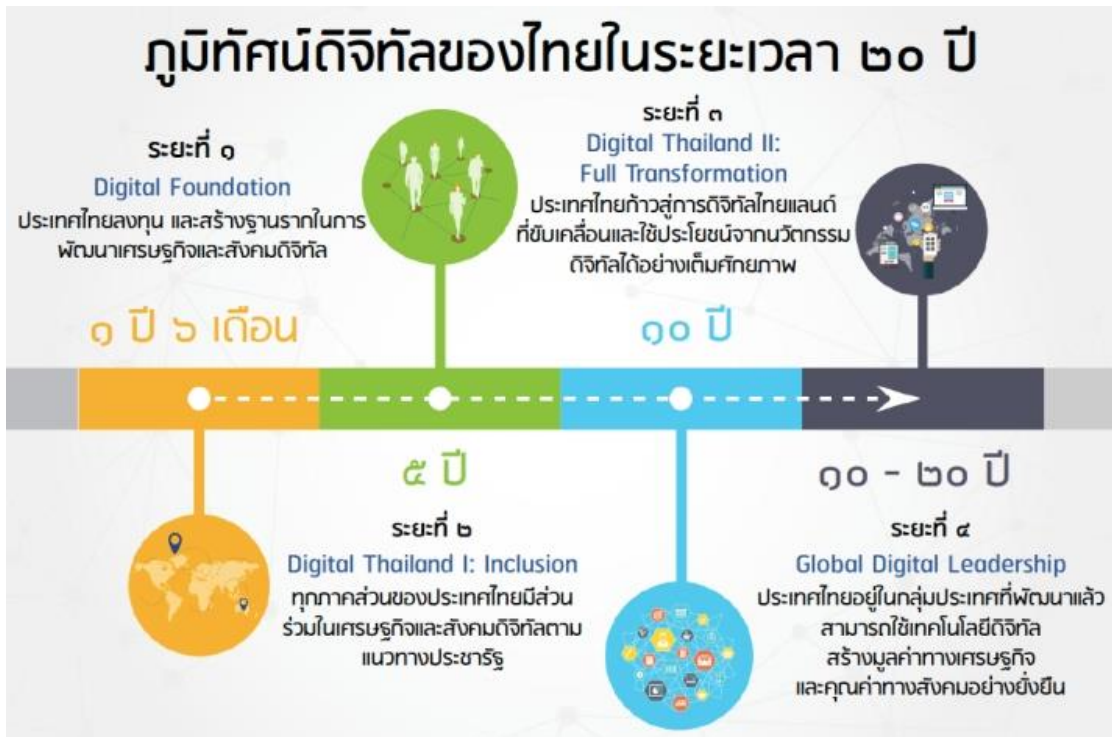 ภูมิทัศน์ดิจิทัลของไทยในระยะเวลา ๒๐ ปี
ระยะที่ ๑
Digital Foundation
ประเทศไทยลงทุน และสร้างฐานรากในการ
พัฒนาเศรษฐกิจและสังคมดิจิทัล
๑ ปี ๖ เดือน
๕ ปี
ระยะที่ ๒
Digital Thailand I: Inclusion
ทุกภาคส่วนของประเทศไทยมีส่วน
ร่วมในเศรษฐกิจและสังคมดิจิทัลตาม
แนวทางประชารัฐ
ระยะที่ ๓
Digital Thailand II:
Full Transformation
ประเทศไทยก้าวสู่การดิจิทัลไทยแลนด์
ที่ขับเคลื่อนและใช้ประโยชน์จากนวัตกรรม
ดิจิทัลได้อย่างเต็มศักยภาพ
๑๐ ปี
๑๐ - ๒๐ ปี
ระยะที่ ๔
Global Digital Leadership
ประเทศไทยอยู่ในกลุ่มประเทศที่พัฒนาแล้ว
สามารถใช้เทคโนโลยีดิจิทัล
สร้างมูลค่าทางเศรษฐกิจ
และคุณค่าทางสังคมอย่างยั่งยืน